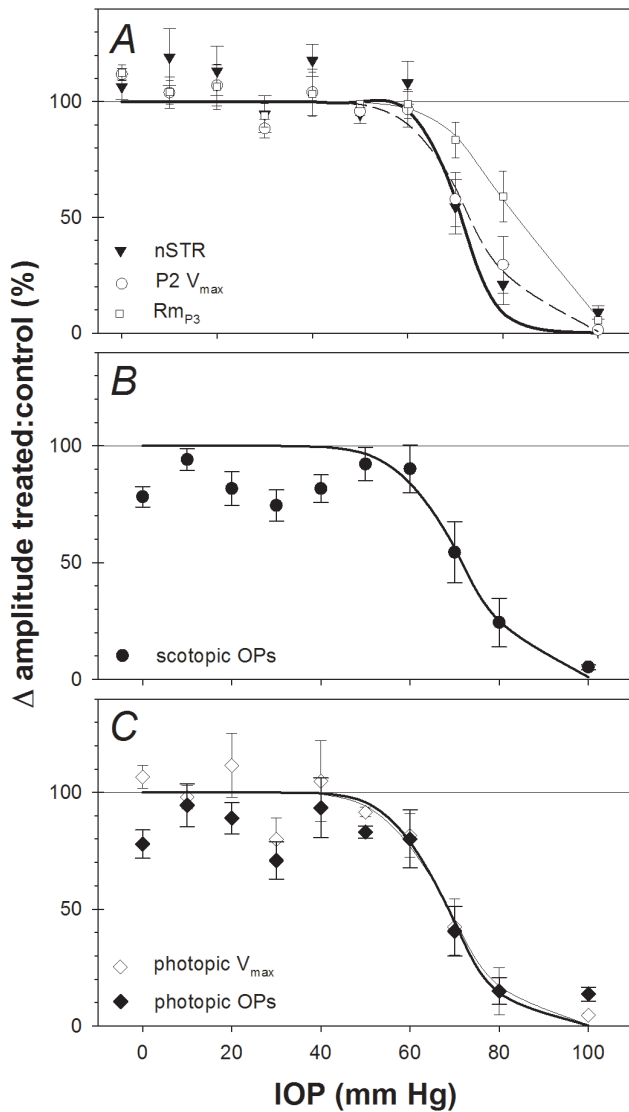 Δ amplitude treated:control (%)
A
100
50
0
nSTR
P2 Vmax
RmP3
B
100
50
0
scotopic OPs
C
100
50
0
photopic Vmax
photopic OPs
0 20 40 60 80 100
IOP (mm Hg)